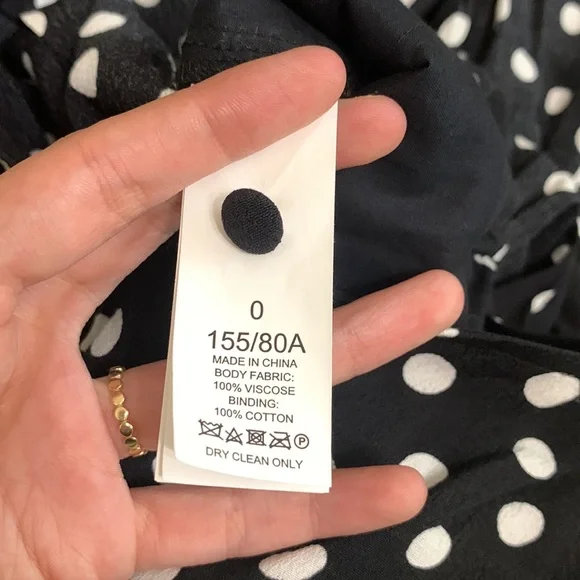 0
155/80A
MADE IN CHINA
BODY FABRIC:
100% VISCOSE
BINDING:
100% COTTON
P
DRY CLEAN ONLY